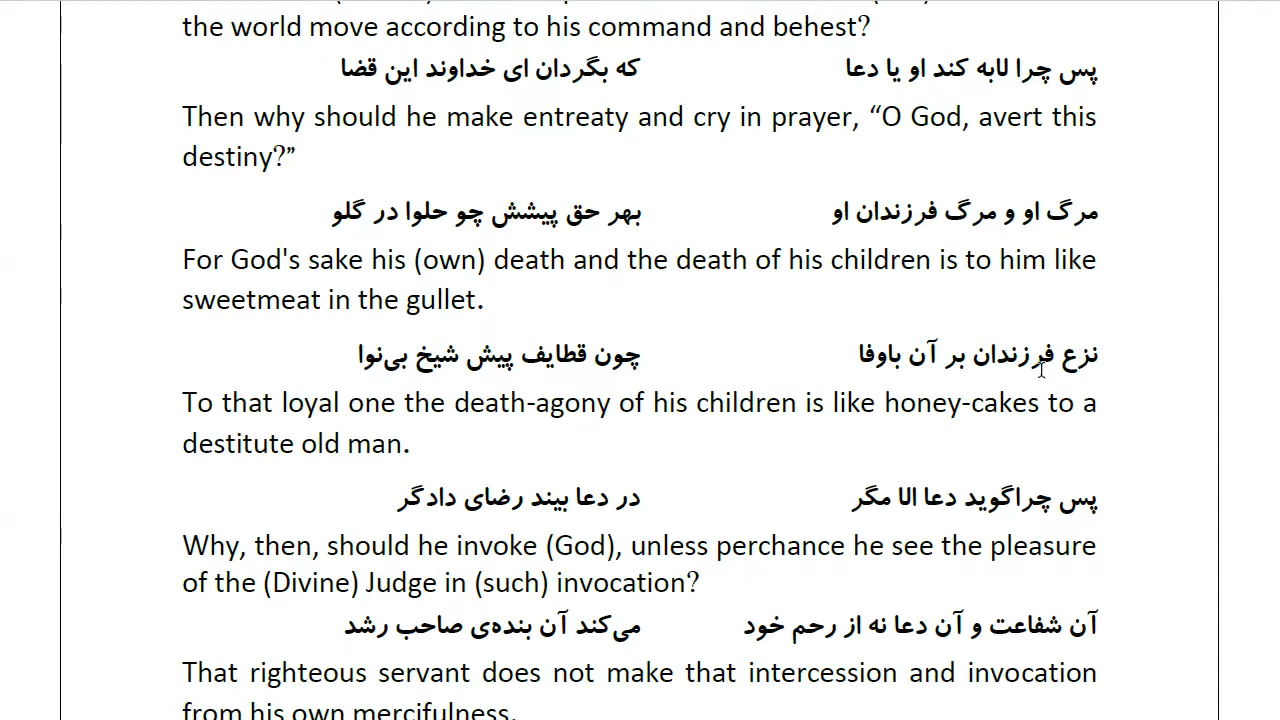 the world move according to his command and behest?
پس چرا لابه کند او یا دعا که بگردان ای خداوند این قضا
Then why should he make entreaty and cry in prayer, “O God, avert this
destiny?”
مرگ او و مرگ فرزندان او بهر حق پیشش چو حلوا در گلو
For God's sake his (own) death and the death of his children is to him like
sweetmeat in the gullet.
نزع فرزندان بر آن باوفا چون قطایف پیش شیخ بی‌نوا
To that loyal one the death-agony of his children is like honey-cakes to a
destitute old man.
پس چراگوید دعا الا مگر در دعا بیند رضای دادگر
Why, then, should he invoke (God), unless perchance he see the pleasure
of the (Divine) Judge in (such) invocation?
آن شفاعت و آن دعا نه از رحم خود می‌کند آن بنده‌ی صاحب رشد
That righteous servant does not make that intercession and invocation
from his own mercifulness.